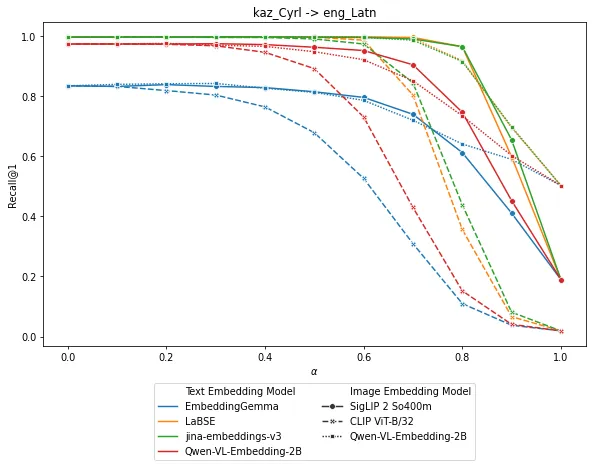 kaz_Cyrl -> eng_Latn
1.0
0.8
0.6
0.4
0.2
0.0
Recall@1
0.0 0.2 0.4 0.6 0.8 1.0
α
Text Embedding Model Image Embedding Model
EmbeddingGemma SigLIP 2 So400m
LaBSE CLIP ViT-B/32
jina-embeddings-v3 Qwen-VL-Embedding-2B
Qwen-VL-Embedding-2B